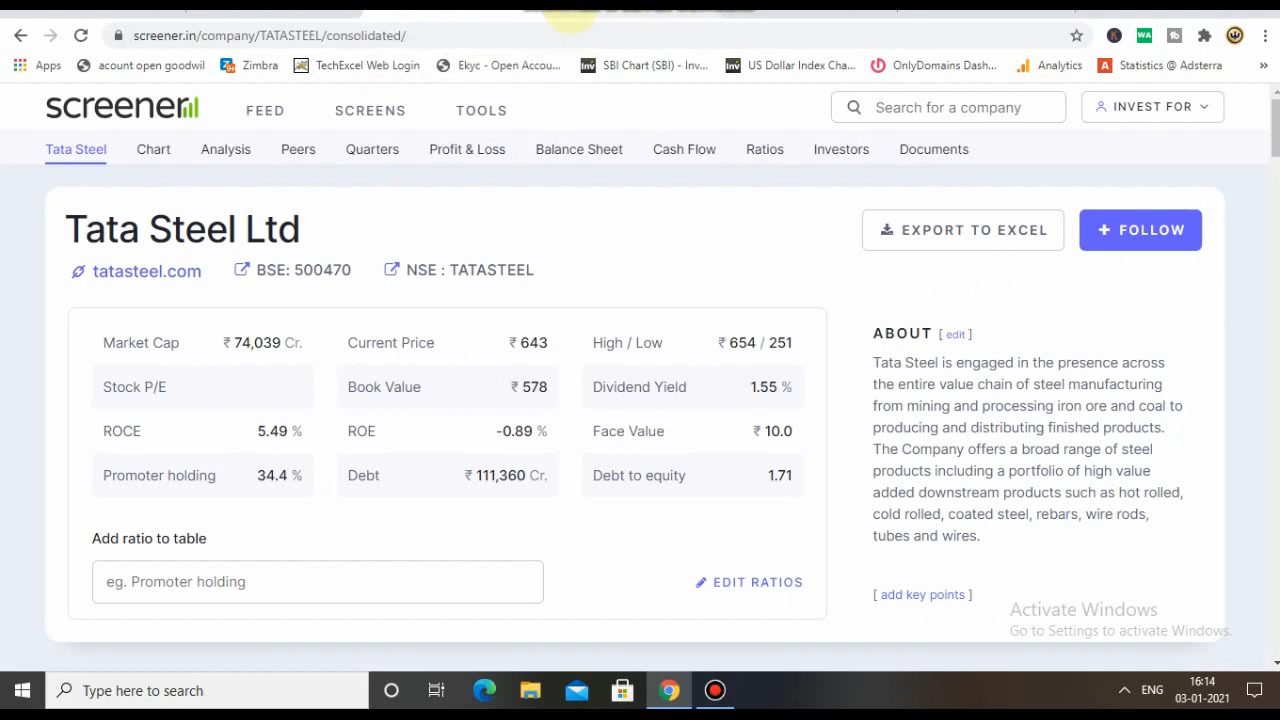 screener.in/company/TATASTEEL/consolidated/
Apps acount open goodwil Zimbra TechExcel Web Login Ekyc - Open Accou... Inv SBI Chart (SBI) - Inv... Inv US Dollar Index Cha... OnlyDomains Dash... Analytics A Statistics @ Adsterra »
screener FEED SCREENS TOOLS Search for a company INVEST FOR
Tata Steel Chart Analysis Peers Quarters Profit & Loss Balance Sheet Cash Flow Ratios Investors Documents
Tata Steel Ltd EXPORT TO EXCEL + FOLLOW
tatasteel.com BSE: 500470 NSE : TATASTEEL
Market Cap ₹ 74,039 Cr. Current Price ₹ 643 High / Low ₹ 654 / 251
Stock P/E Book Value ₹ 578 Dividend Yield 1.55 %
ROCE 5.49 % ROE -0.89 % Face Value ₹ 10.0
Promoter holding 34.4 % Debt ₹ 111,360 Cr. Debt to equity 1.71
Add ratio to table
eg. Promoter holding EDIT RATIOS
ABOUT [ edit ]
Tata Steel is engaged in the presence across
the entire value chain of steel manufacturing
from mining and processing iron ore and coal to
producing and distributing finished products.
The Company offers a broad range of steel
products including a portfolio of high value
added downstream products such as hot rolled,
cold rolled, coated steel, rebars, wire rods,
tubes and wires.
[ add key points ]
Activate Windows
Go to Settings to activate Windows.
Type here to search ENG 16:14
03-01-2021